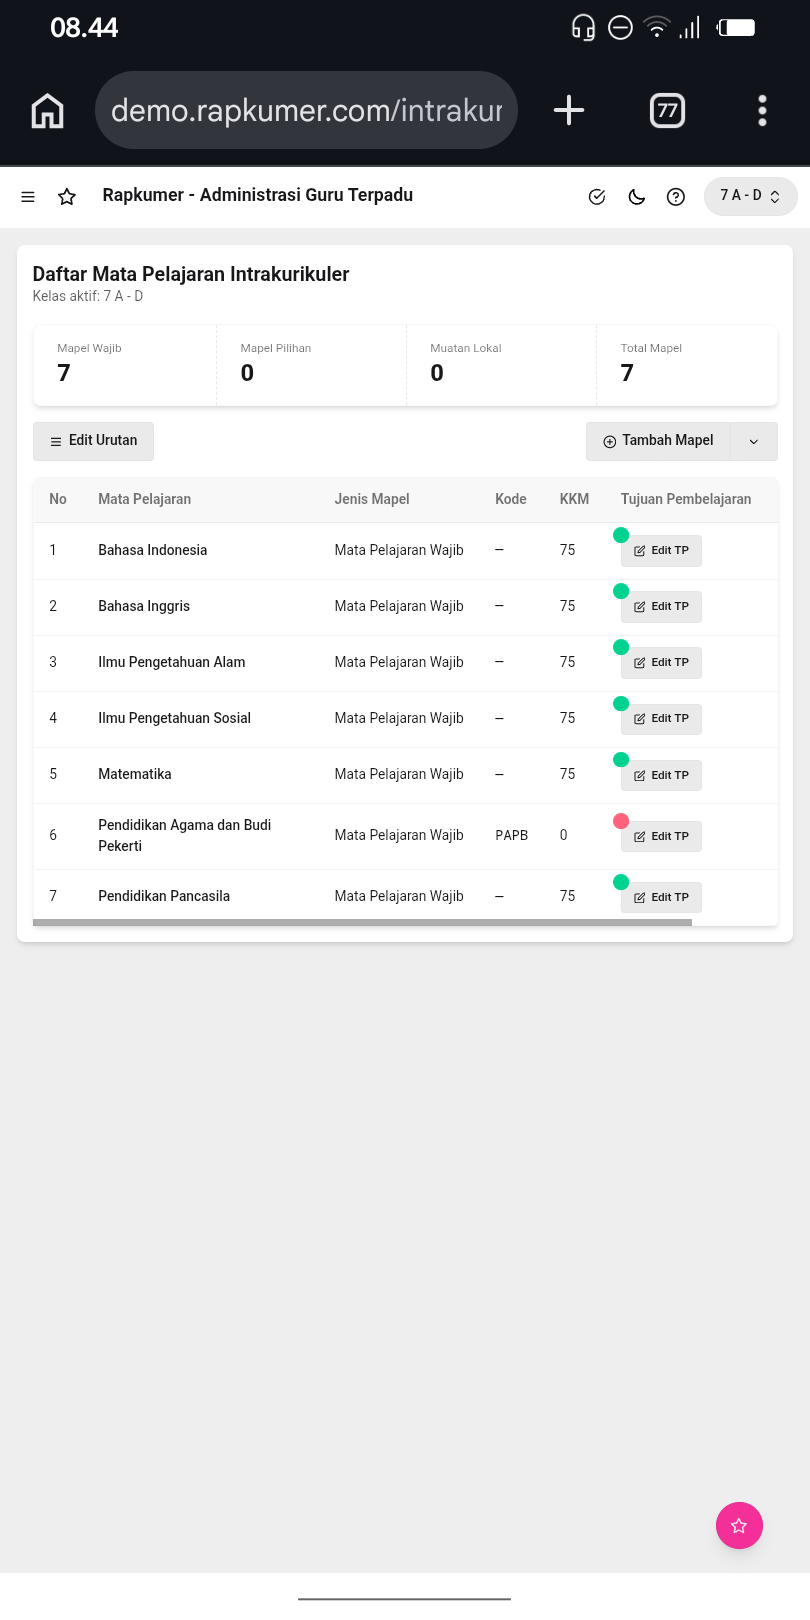 08.44
demo.rapkumer.com/intrakur
77
Rapkumer - Administrasi Guru Terpadu
7 A - D
Daftar Mata Pelajaran Intrakurikuler
Kelas aktif: 7 A - D
Mapel Wajib Mapel Pilihan Muatan Lokal Total Mapel
7 0 0 7
Edit Urutan Tambah Mapel
No Mata Pelajaran Jenis Mapel Kode KKM Tujuan Pembelajaran
1 Bahasa Indonesia Mata Pelajaran Wajib — 75 Edit TP
2 Bahasa Inggris Mata Pelajaran Wajib — 75 Edit TP
3 Ilmu Pengetahuan Alam Mata Pelajaran Wajib — 75 Edit TP
4 Ilmu Pengetahuan Sosial Mata Pelajaran Wajib — 75 Edit TP
5 Matematika Mata Pelajaran Wajib — 75 Edit TP
6 Pendidikan Agama dan Budi Pekerti Mata Pelajaran Wajib PAPB 0 Edit TP
7 Pendidikan Pancasila Mata Pelajaran Wajib — 75 Edit TP